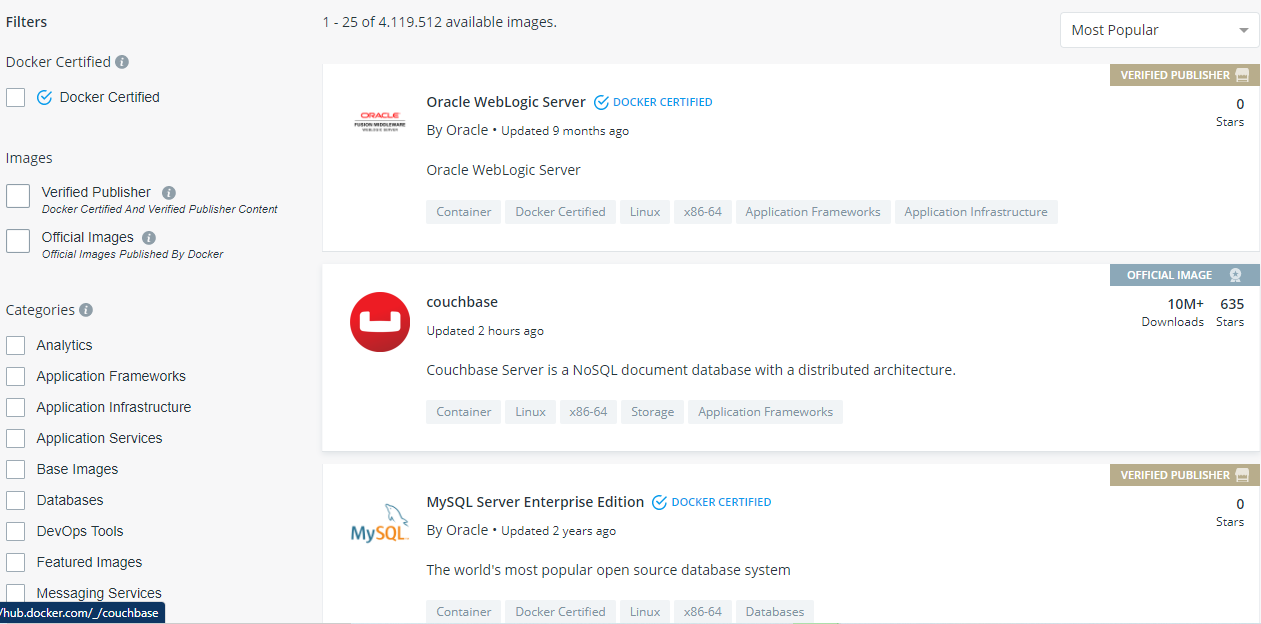 Filters
Docker Certified
Docker Certified
Images
Verified Publisher
Docker Certified And Verified Publisher Content
Official Images
Official Images Published By Docker
Categories
Analytics
Application Frameworks
Application Infrastructure
Application Services
Base Images
Databases
DevOps Tools
Featured Images
Messaging Services
/hub.docker.com/_/couchbase
1 - 25 of 4.119.512 available images.
Most Popular
VERIFIED PUBLISHER
ORACLE
FUSION MIDDLEWARE
WEBLOGIC SERVER
Oracle WebLogic Server DOCKER CERTIFIED
By Oracle • Updated 9 months ago
0
Stars
Oracle WebLogic Server
Container Docker Certified Linux x86-64 Application Frameworks Application Infrastructure
OFFICIAL IMAGE
couchbase
Updated 2 hours ago
10M+ 635
Downloads Stars
Couchbase Server is a NoSQL document database with a distributed architecture.
Container Linux x86-64 Storage Application Frameworks
VERIFIED PUBLISHER
MySQL
MySQL Server Enterprise Edition DOCKER CERTIFIED
By Oracle • Updated 2 years ago
0
Stars
The world's most popular open source database system
Container Docker Certified Linux x86-64 Databases